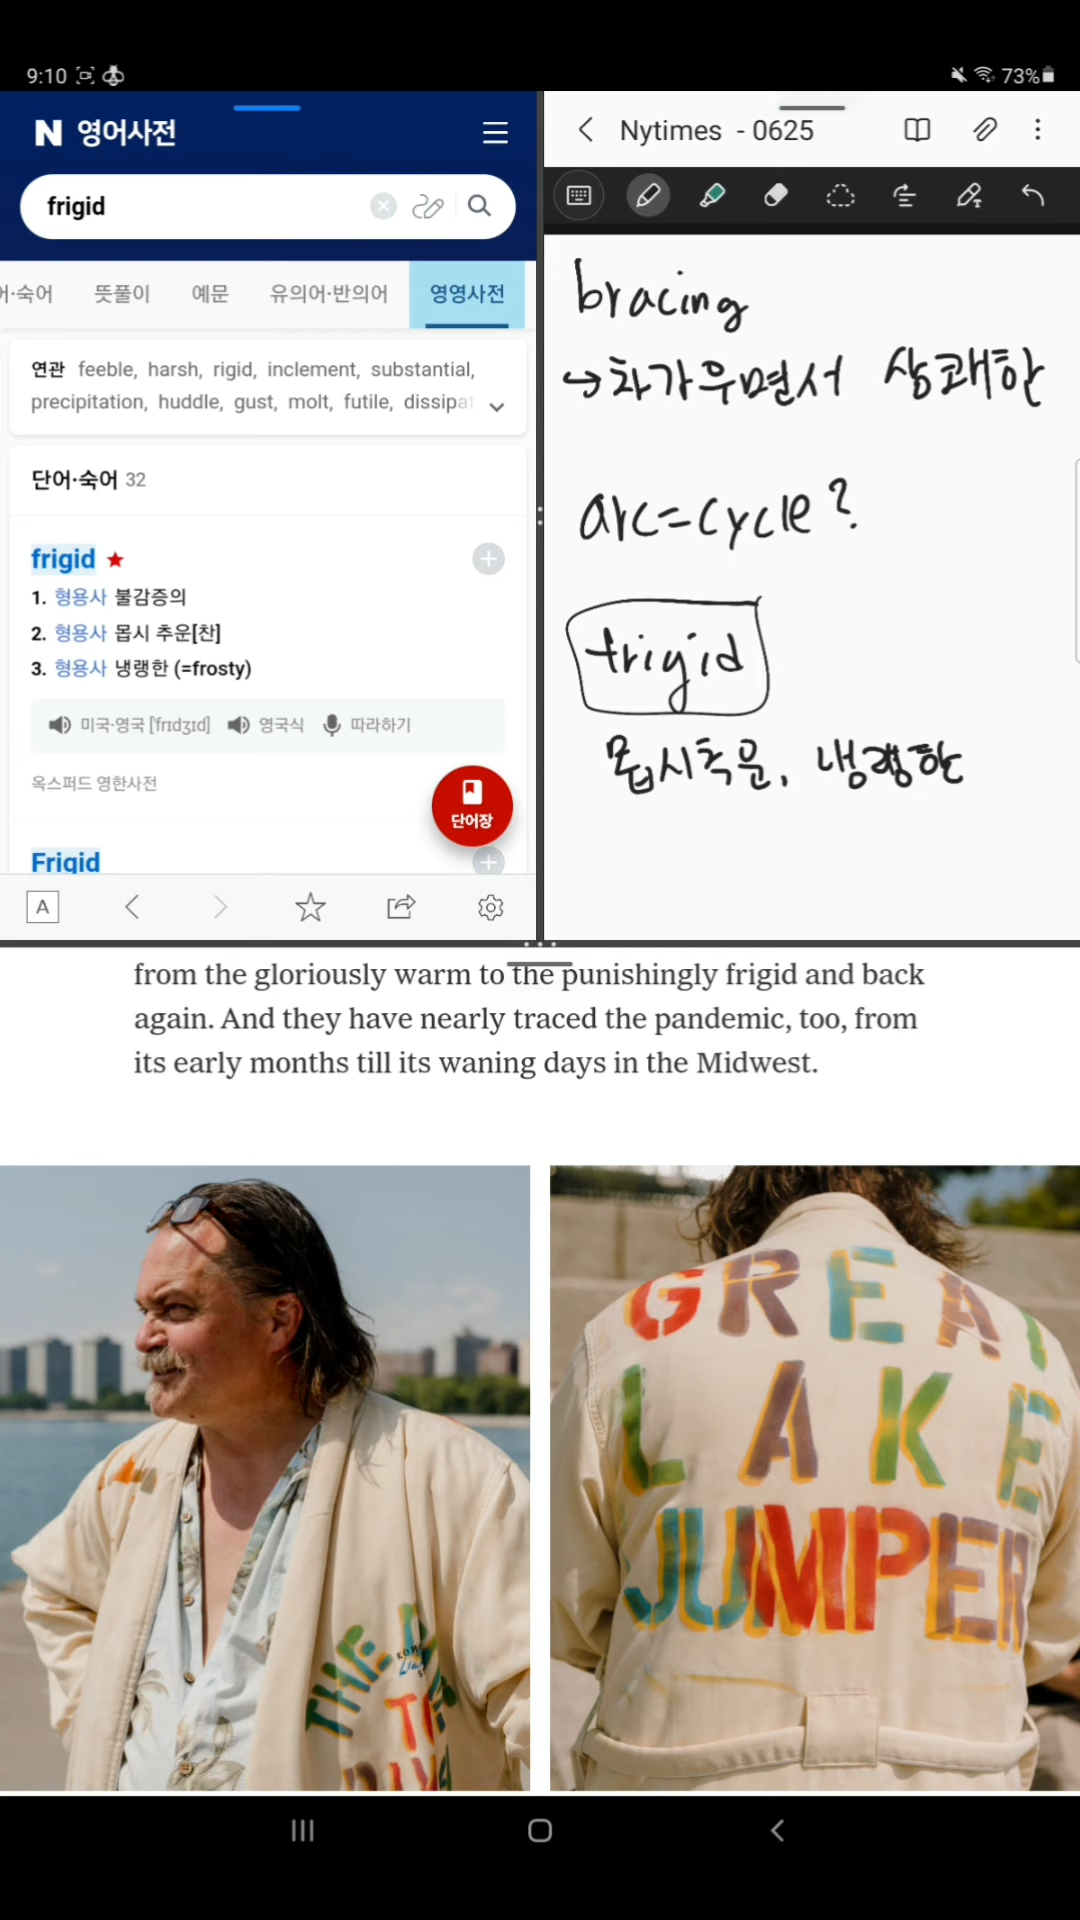 9:10
73%
N 영어사전
frigid
어·숙어 뜻풀이 예문 유의어·반의어 영영사전
연관 feeble, harsh, rigid, inclement, substantial,
precipitation, huddle, gust, molt, futile, dissipat
단어·숙어 32
frigid ★
1. 형용사 불감증의
2. 형용사 몹시 추운[찬]
3. 형용사 냉랭한 (=frosty)
미국·영국 ['frɪdʒɪd] 영국식 따라하기
옥스퍼드 영한사전
단어장
Frigid
A
Nytimes - 0625
bracing
↳ 차가우면서 상쾌한
arc=cycle?
frigid
몹시추운, 냉랭한
from the gloriously warm to the punishingly frigid and back
again. And they have nearly traced the pandemic, too, from
its early months till its waning days in the Midwest.
THE
GREAT
LAKE
JUMPER